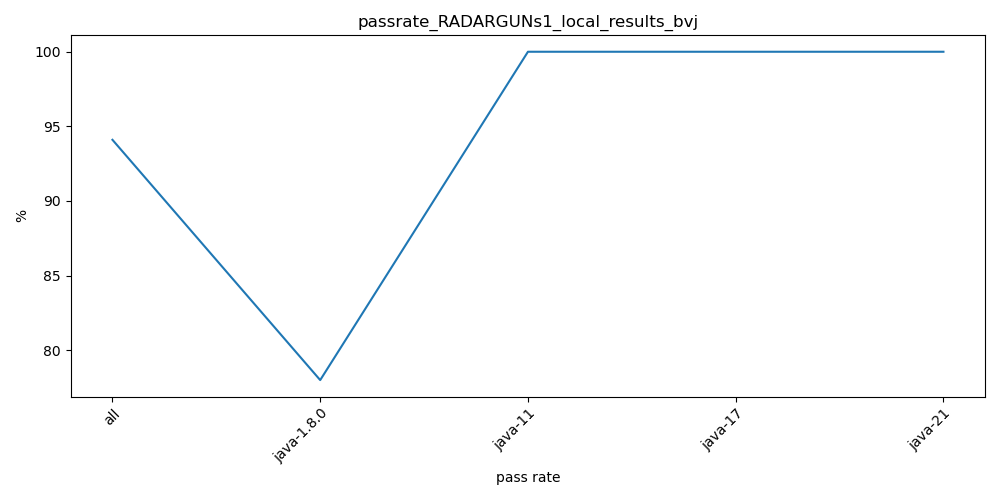 passrate_RADARGUNs1_local_results_bvj
100
95
90
85
80
%
all
java-1.8.0
java-11
java-17
java-21
pass rate